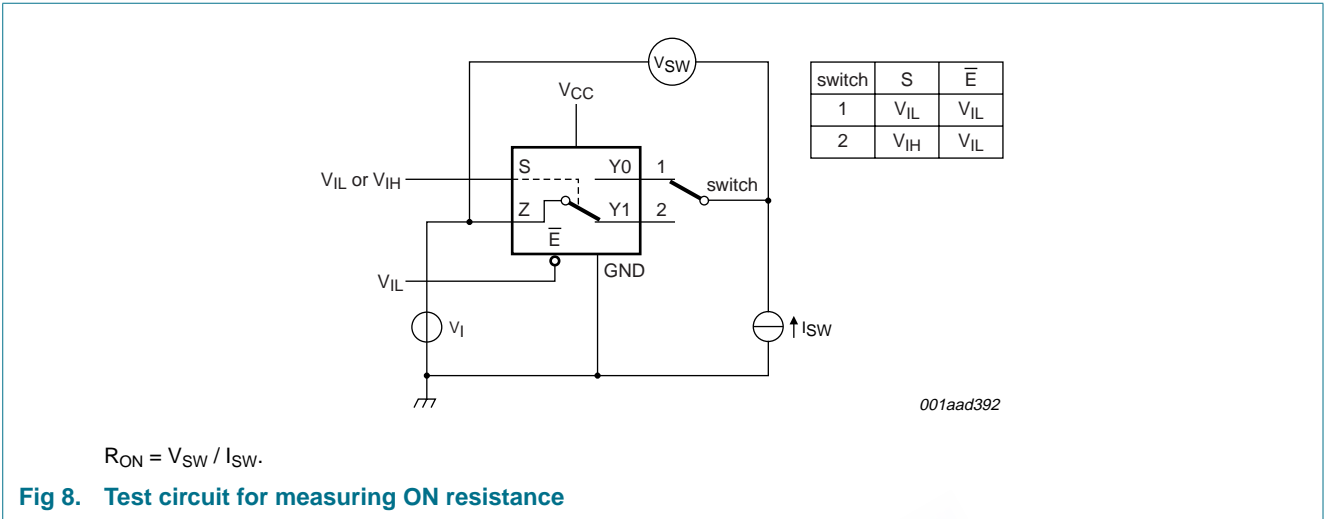 VSW
switch S E̅
1 VIL VIL
2 VIH VIL
VCC
VIL or VIH
S Y0 1
switch
Z Y1 2
E̅
GND
VIL
VI
ISW
001aad392
RON = VSW / ISW.
Fig 8. Test circuit for measuring ON resistance